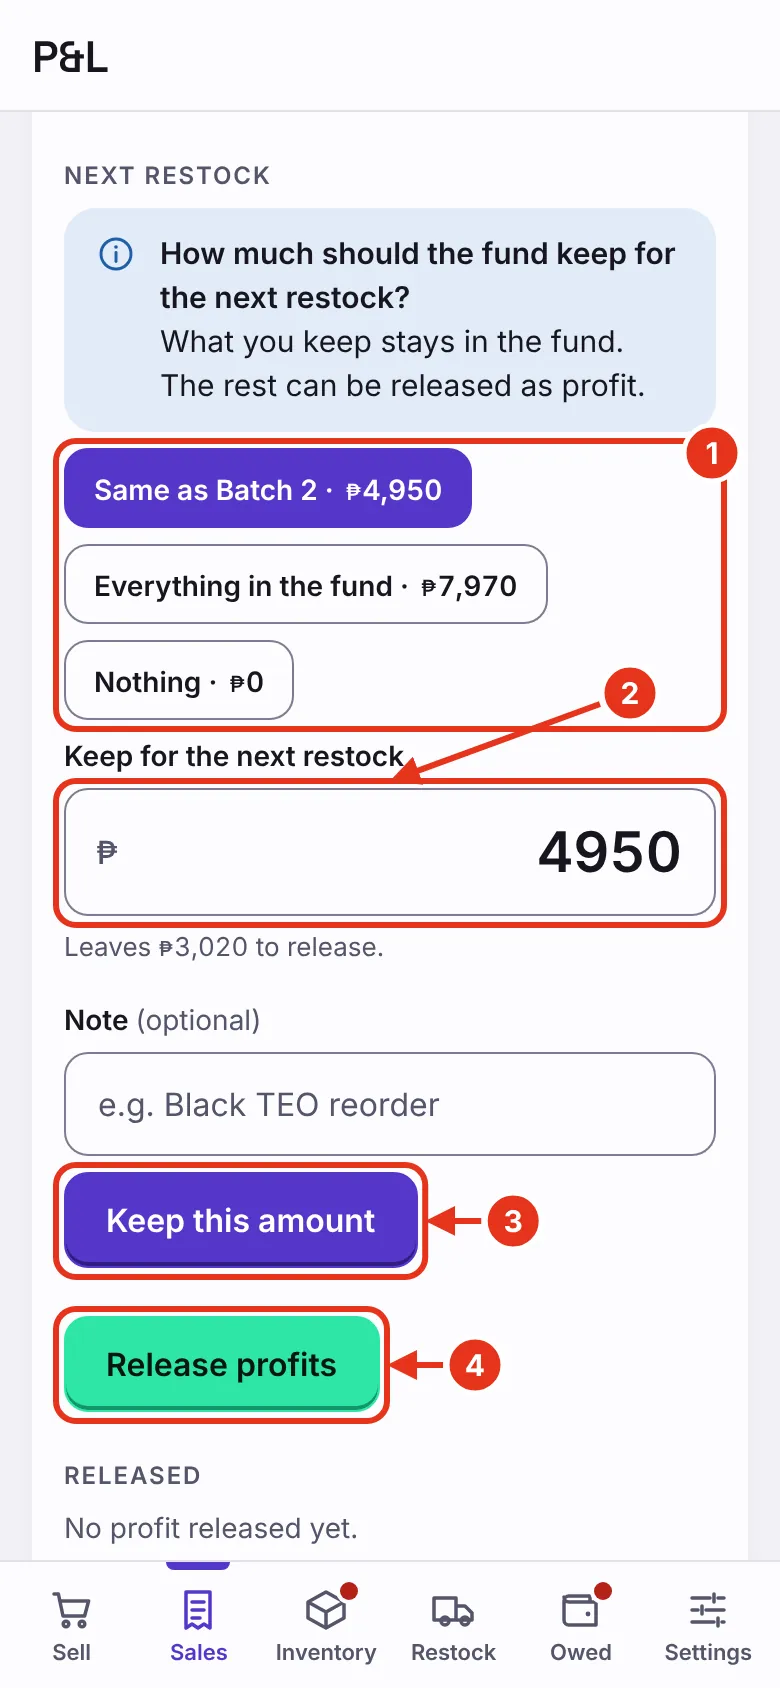 P&L
NEXT RESTOCK
How much should the fund keep for
the next restock?
What you keep stays in the fund.
The rest can be released as profit.
1
Same as Batch 2 · ₱4,950
Everything in the fund · ₱7,970
Nothing · ₱0
2
Keep for the next restock
₱ 4950
Leaves ₱3,020 to release.
Note (optional)
e.g. Black TEO reorder
Keep this amount
3
Release profits
4
RELEASED
No profit released yet.
Sell
Sales
Inventory
Restock
Owed
Settings